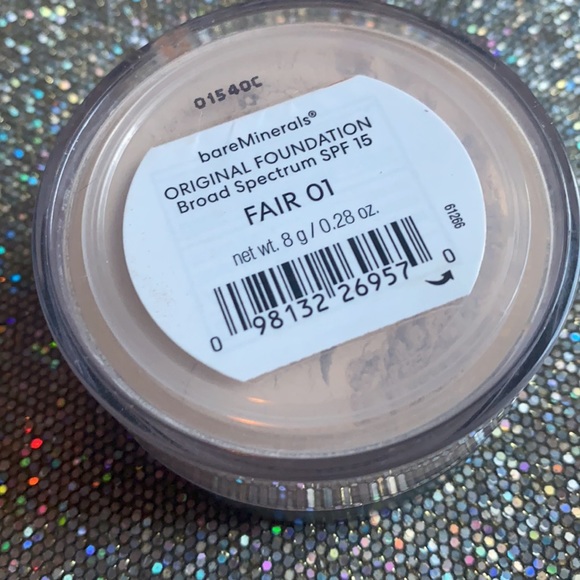 01540C
bareMinerals®
ORIGINAL FOUNDATION
Broad Spectrum SPF 15
FAIR 01
net wt. 8 g / 0.28 oz.
61266
0 98132 26957 0